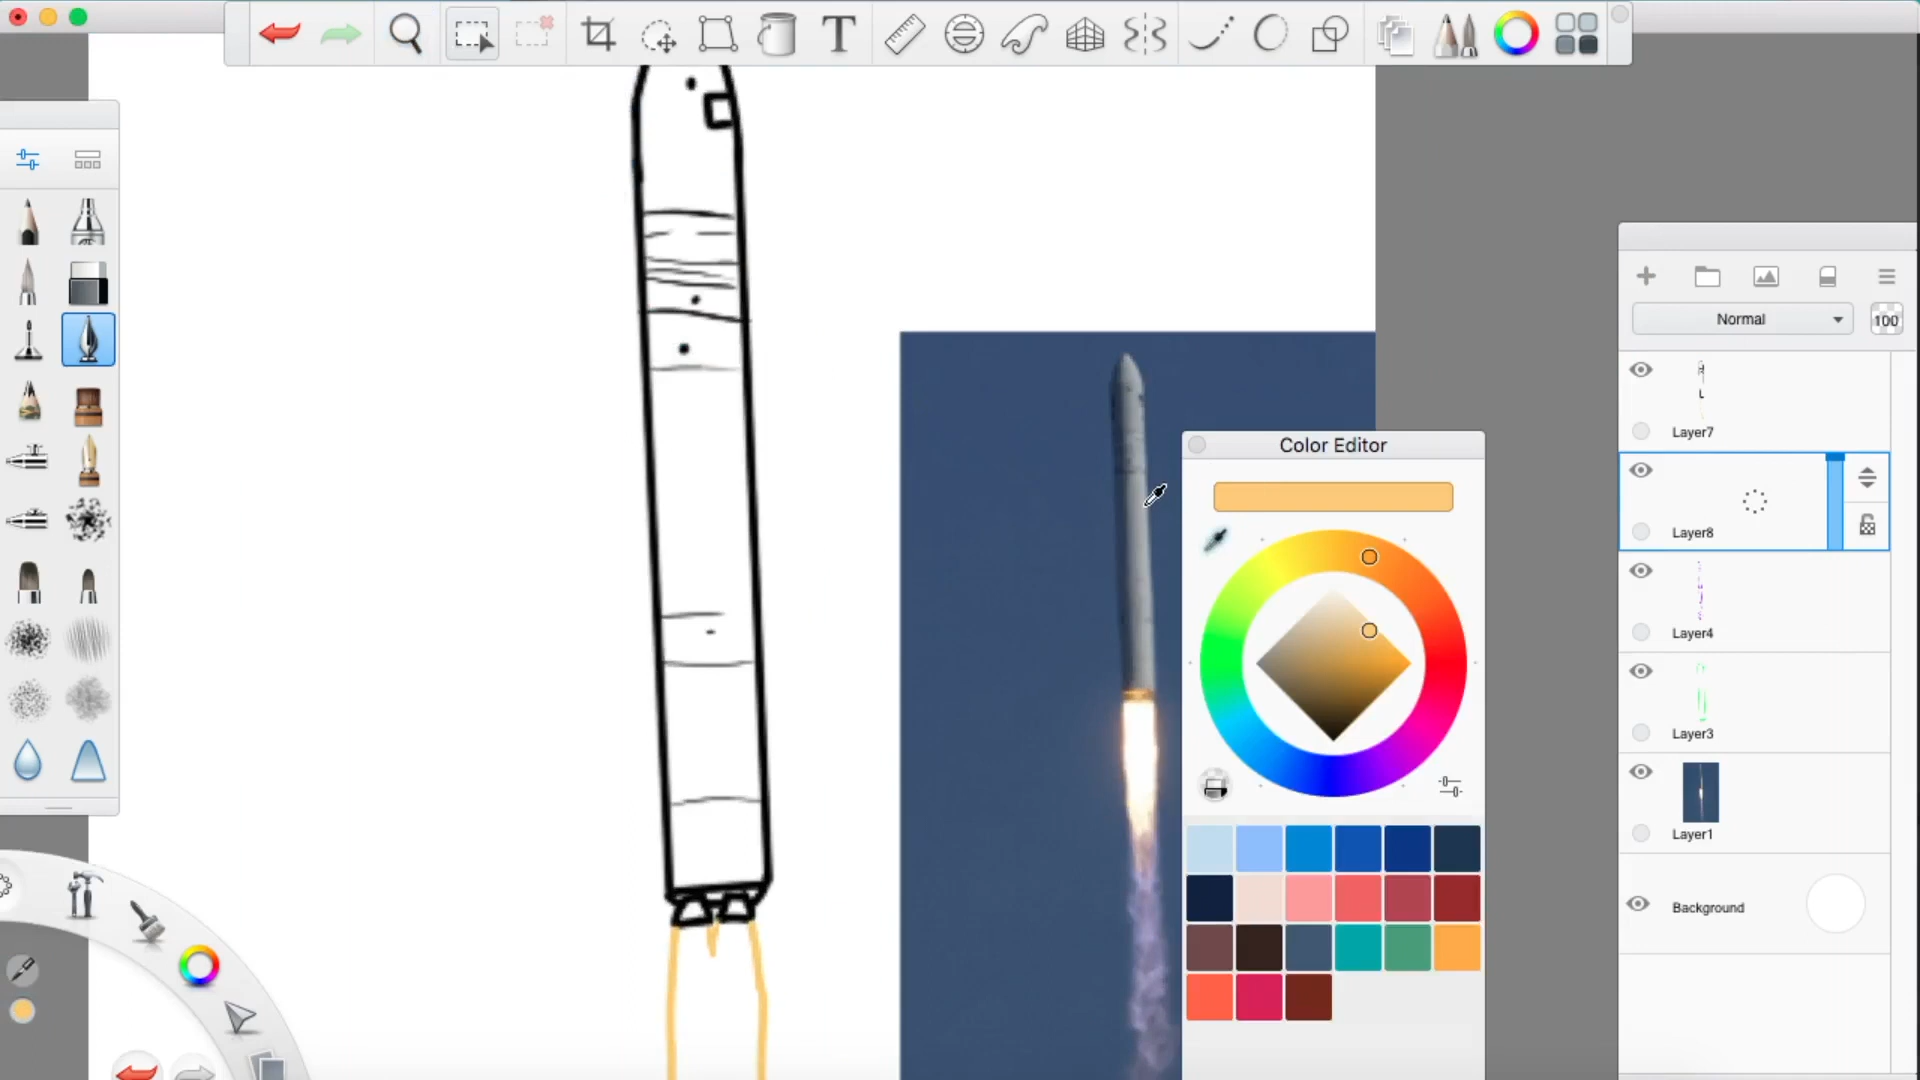 T
Color Editor
Normal
100
Layer7
Layer8
Layer4
Layer3
Layer1
Background